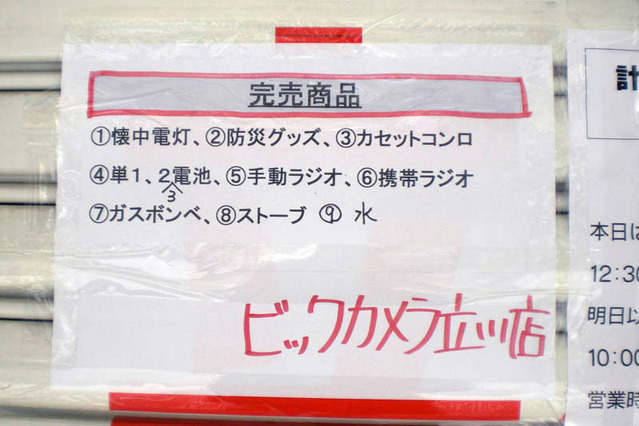 完売商品
①懐中電灯、②防災グッズ、③カセットコンロ
④単１、２電池、⑤手動ラジオ、⑥携帯ラジオ
3
⑦ガスボンベ、⑧ストーブ ⑨ 水
ビックカメラ立川店
計
本日は
12:30
明日以
10:00
営業時